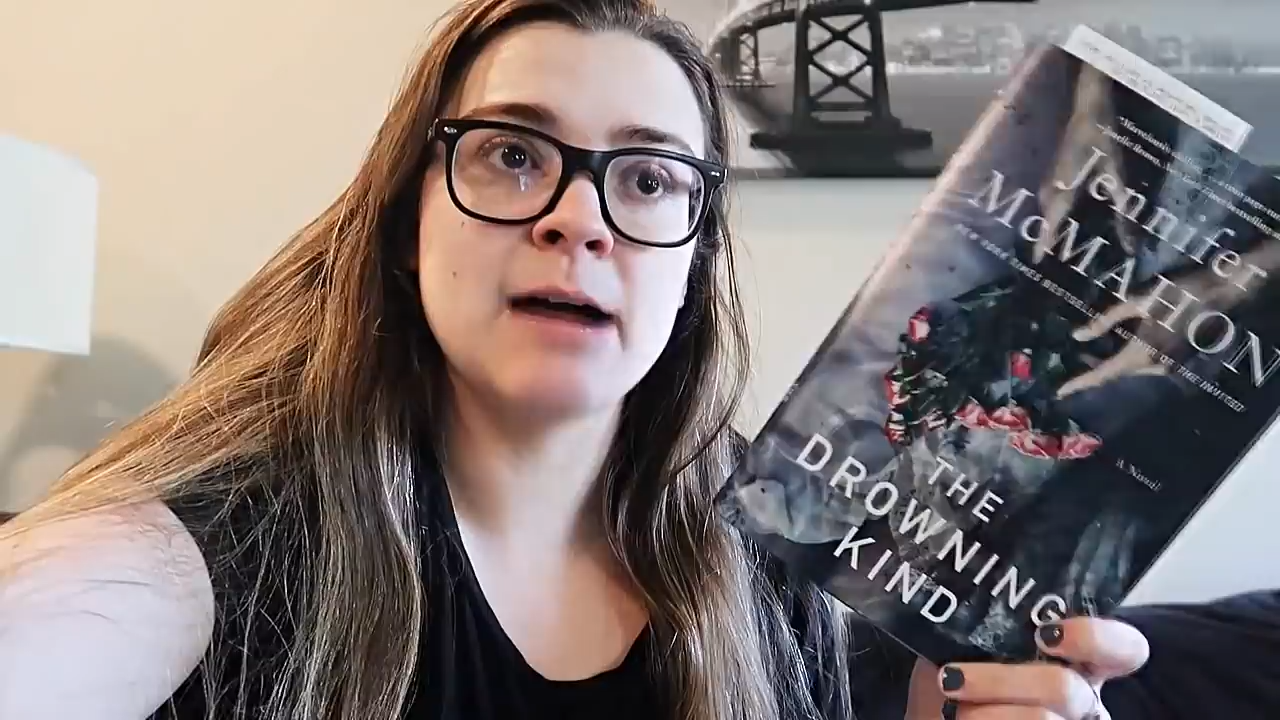 Jennifer
McMAHON
NEW YORK TIMES BESTSELLING AUTHOR OF THE INVITED
A Novel
THE
DROWNING
KIND